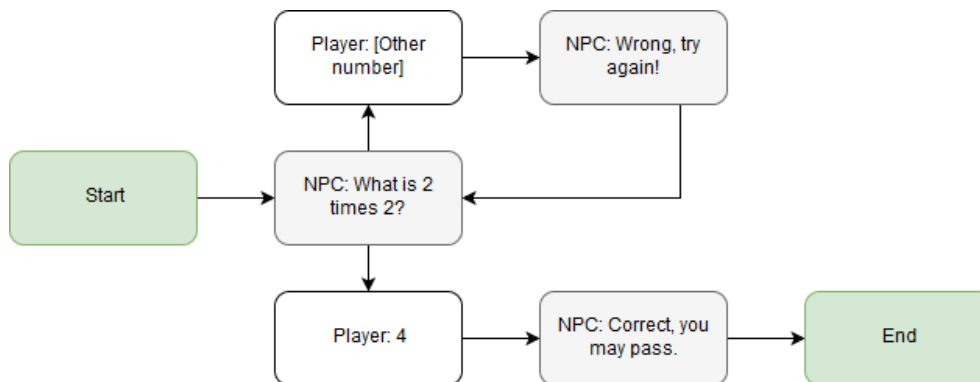 Player: [Other
number]
NPC: Wrong, try
again!
Start
NPC: What is 2
times 2?
Player: 4
NPC: Correct, you
may pass.
End